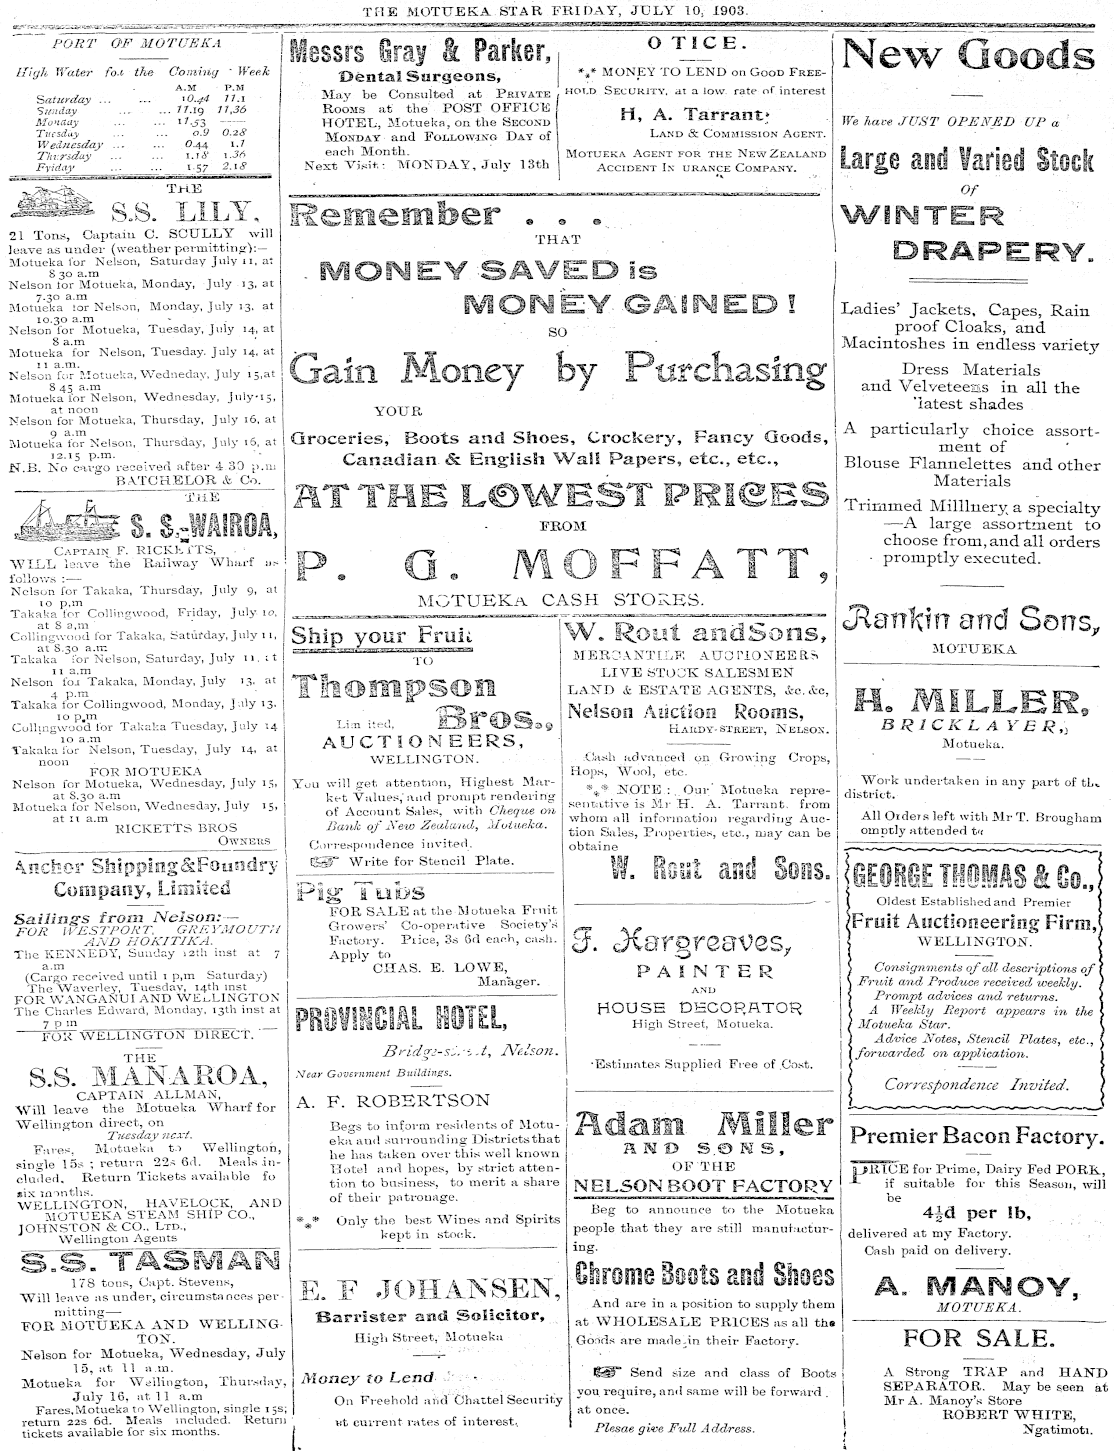 THE MOTUEKA STAR FRIDAY, JULY 10, 1903.
PORT OF MOTUEKA
High Water for the Coming Week
A.M P.M
Saturday ... ... 10.44 11.1
Sunday ... ... 11.19 11,36
Monday ... ... 11.53 ——
Tuesday ... ... 0.9 0.28
Wednesday ... ... 0.44 1.1
Thursday ... ... 1.18 1.36
Friday ... ... 1.57 2.18
THE
S.S. LILY,
21 Tons, Captain C. SCULLY will
leave as under (weather permitting):—
Motueka for Nelson, Saturday July 11, at
8 30 a.m
Nelson for Motueka, Monday, July 13, at
7.30 a.m
Motueka for Nelson, Monday, July 13, at
10.30 a.m
Nelson for Motueka, Tuesday, July 14, at
8 a.m
Motueka for Nelson, Tuesday. July 14, at
11 a.m.
Nelson for Motueka, Wedneday, July 15, at
8 45 a.m
Motueka for Nelson, Wednesday, July 15,
at noon
Nelson for Motueka, Thursday, July 16, at
9 a.m
Motueka for Nelson, Thursday, July 16, at
12.15 p.m.
N.B. No cargo received after 4 30 p.m
BATCHELOR & Co.
THE
S. S. WAIROA,
CAPTAIN F. RICKETTS,
WILL leave the Railway Wharf as
follows :—
Nelson for Takaka, Thursday, July 9, at
10 p,m
Takaka for Collingwood, Friday, July 10,
at 8 a,m
Collingwood for Takaka, Saturday, July 11,
at 8.30 a.m
Takaka for Nelson, Saturday, July 11, at
11 a,m
Nelson for Takaka, Monday, July 13, at
4 p.m
Takaka for Collingwood, Monday, July 13,
10 p,m
Collingwood for Takaka Tuesday, July 14
10 a.m
Takaka for Nelson, Tuesday, July 14, at
noon
FOR MOTUEKA
Nelson for Motueka, Wednesday, July 15,
at 8.30 a.m
Motueka for Nelson, Wednesday, July 15,
at 11 a.m
RICKETTS BROS
OWNERS
Anchor Shipping & Foundry
Company, Limited
Sailings from Nelson:—
FOR WESTPORT, GREYMOUTH
AND HOKITIKA.
The KENNEDY, Sunday 12th inst at 7
a.m
(Cargo received until 1 p,m Saturday)
The Waverley, Tuesday, 14th inst
FOR WANGANUI AND WELLINGTON
The Charles Edward, Monday, 13th inst at
7 p m
FOR WELLINGTON DIRECT.
THE
S.S. MANAROA,
CAPTAIN ALLMAN,
Will leave the Motueka Wharf for
Wellington direct, on
Tuesday next.
Fares, Motueka to Wellington,
single 15s ; return 22s 6d. Meals in-
cluded. Return Tickets available fo
six months.
WELLINGTON, HAVELOCK, AND
MOTUEKA STEAM SHIP CO.,
JOHNSTON & CO., LTD.,
Wellington Agents
S.S. TASMAN
178 tons, Capt. Stevens,
Will leave as under, circumstances per-
mitting—
FOR MOTUEKA AND WELLING-
TON.
Nelson for Motueka, Wednesday, July
15, at 11 a.m.
Motueka for Wellington, Thursday,
July 16, at 11 a.m
Fares, Motueka to Wellington, single 15s;
return 22s 6d. Meals included. Return
tickets available for six months.
Messrs Gray & Parker,
Dental Surgeons,
May be Consulted at PRIVATE
ROOMS at the POST OFFICE
HOTEL, Motueka, on the SECOND
MONDAY and FOLLOWING DAY of
each Month.
Next Visit: MONDAY, July 13th
OTICE.
*** MONEY TO LEND on GOOD FREE-
HOLD SECURITY, at a low rate of interest
H, A. Tarrant,
LAND & COMMISSION AGENT.
MOTUEKA AGENT FOR THE NEW ZEALAND
ACCIDENT IN URANCE COMPANY.
Remember . . .
THAT
MONEY SAVED is
MONEY GAINED!
SO
Gain Money by Purchasing
YOUR
Groceries, Boots and Shoes, Crockery, Fancy Goods,
Canadian & English Wall Papers, etc., etc.,
AT THE LOWEST PRICES
FROM
P. G. MOFFATT,
MOTUEKA CASH STORES.
Ship your Fruit
TO
Thompson
Limited, Bros.,
AUCTIONEERS,
WELLINGTON.
You will get attention, Highest Mar-
ket Values, and prompt rendering
of Account Sales, with Cheque on
Bank of New Zealand, Motueka.
Correspondence invited.
Write for Stencil Plate.
Pig Tubs
FOR SALE at the Motueka Fruit
Growers' Co-operative Society's
Factory. Price, 3s 6d each, cash.
Apply to
CHAS. E. LOWE,
Manager.
PROVINCIAL HOTEL,
Bridge-street, Nelson.
Near Government Buildings.
A. F. ROBERTSON
Begs to inform residents of Motu-
eka and surrounding Districts that
he has taken over this well known
Hotel and hopes, by strict atten-
tion to business, to merit a share
of their patronage.
*** Only the best Wines and Spirits
kept in stock.
E. F JOHANSEN,
Barrister and Solicitor,
High Street, Motueka
Money to Lend
On Freehold and Chattel Security
at current rates of interest,
W. Rout and Sons,
MERCANTILE AUCTIONEERS
LIVE STOCK SALESMEN
LAND & ESTATE AGENTS, &c. &c,
Nelson Auction Rooms,
HARDY-STREET, NELSON.
Cash advanced on Growing Crops,
Hops, Wool, etc.
*** NOTE : Our Motueka repre-
sentative is Mr H. A. Tarrant. from
whom all information regarding Auc-
tion Sales, Properties, etc., may can be
obtaine
W. Rout and Sons.
F. Hargreaves,
PAINTER
AND
HOUSE DECORATOR
High Street, Motueka.
Estimates Supplied Free of Cost.
Adam Miller
AND SONS,
OF THE
NELSON BOOT FACTORY
Beg to announce to the Motueka
people that they are still manufactur-
ing.
Chrome Boots and Shoes
And are in a position to supply them
at WHOLESALE PRICES as all the
Goods are made in their Factory.
Send size and class of Boots
you require, and same will be forward
at once.
Plesae give Full Address.
New Goods
We have JUST OPENED UP a
Large and Varied Stock
Of
WINTER
DRAPERY.
Ladies' Jackets, Capes, Rain
proof Cloaks, and
Macintoshes in endless variety
Dress Materials
and Velveteens in all the
latest shades
A particularly choice assort-
ment of
Blouse Flannelettes and other
Materials
Trimmed Milllnery a specialty
—A large assortment to
choose from, and all orders
promptly executed.
Rankin and Sons,
MOTUEKA
H. MILLER,
BRICKLAYER,
Motueka.
Work undertaken in any part of the
district.
All Orders left with Mr T. Brougham
omptly attended to
GEORGE THOMAS & Co.,
Oldest Established and Premier
Fruit Auctioneering Firm,
WELLINGTON.
Consignments of all descriptions of
Fruit and Produce received weekly.
Prompt advices and returns.
A Weekly Report appears in the
Motueka Star.
Advice Notes, Stencil Plates, etc.,
forwarded on application.
Correspondence Invited.
Premier Bacon Factory.
PRICE for Prime, Dairy Fed PORK,
if suitable for this Season, will
be
4½d per lb,
delivered at my Factory.
Cash paid on delivery.
A. MANOY,
MOTUEKA.
FOR SALE.
A Strong TRAP and HAND
SEPARATOR. May be seen at
Mr A. Manoy's Store
ROBERT WHITE,
Ngatimoti.